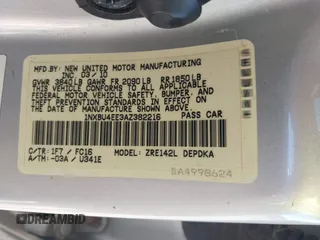 MFD. BY: NEW UNITED MOTOR MANUFACTURING
INC 03/10
GVWR 3640LB GAWR FR 2090LB RR 1850LB
THIS VEHICLE CONFORMS TO ALL APPLICABLE
FEDERAL MOTOR VEHICLE SAFETY, BUMPER, AND
THEFT PREVENTION STANDARDS IN EFFECT ON
THE DATE OF MANUFACTURE SHOWN ABOVE.
1NXBU4EE3AZ382216 PASS CAR
C/TR: 1F7 / FC16 MODEL: ZRE142L DEPDKA
A/TM: -03A / U341E
DA4998624
DREAMBID